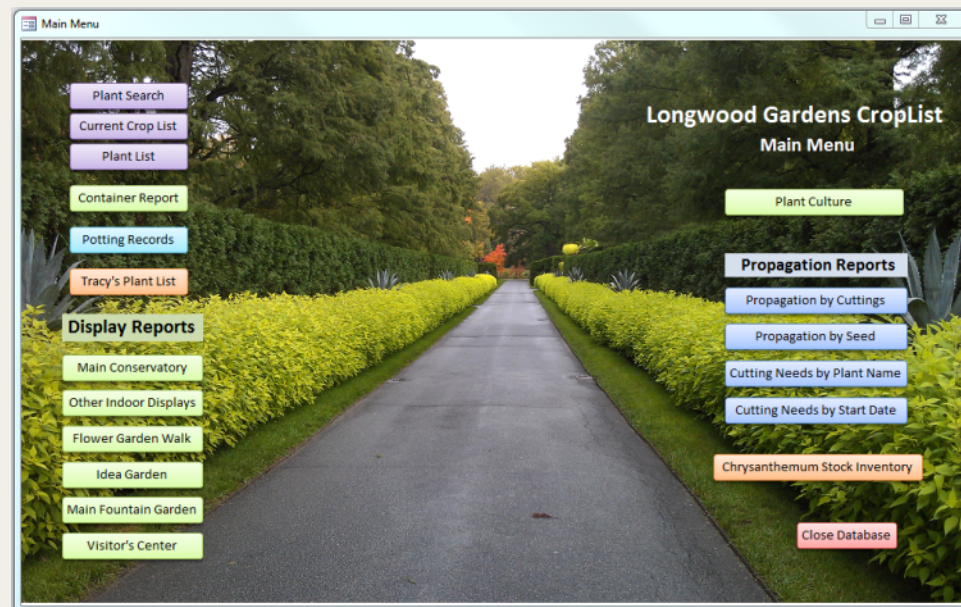 Main Menu
Plant Search
Current Crop List
Plant List
Container Report
Potting Records
Tracy's Plant List
Display Reports
Main Conservatory
Other Indoor Displays
Flower Garden Walk
Idea Garden
Main Fountain Garden
Visitor's Center
Longwood Gardens CropList
Main Menu
Plant Culture
Propagation Reports
Propagation by Cuttings
Propagation by Seed
Cutting Needs by Plant Name
Cutting Needs by Start Date
Chrysanthemum Stock Inventory
Close Database